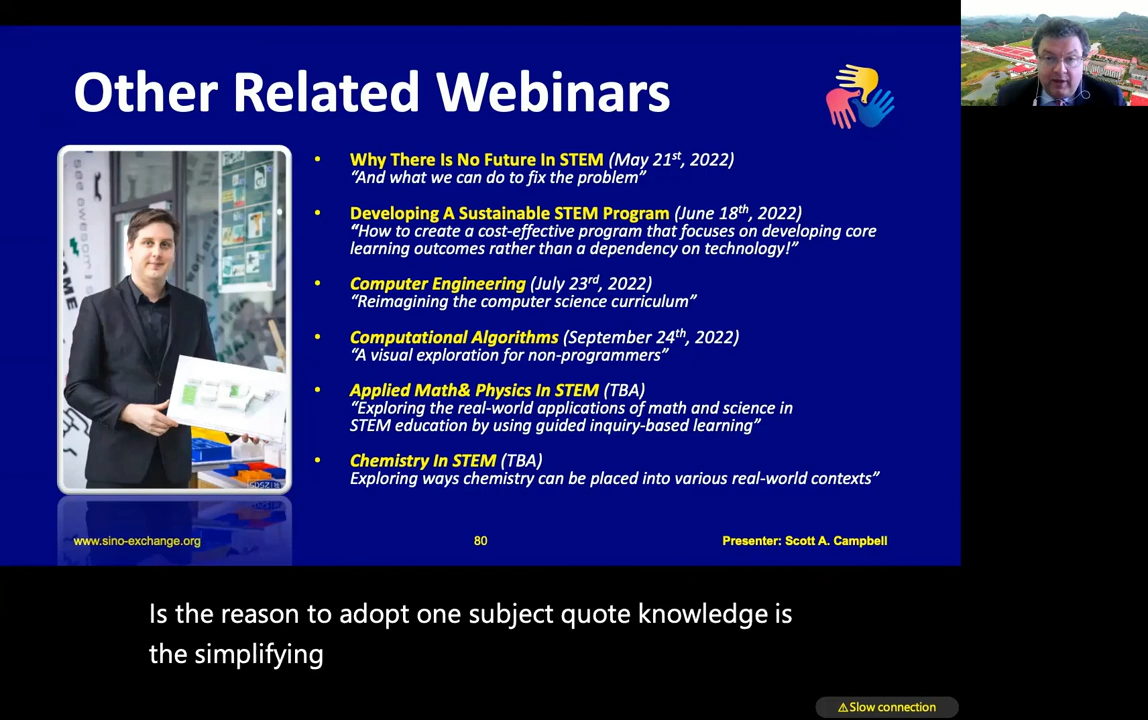 Other Related Webinars
• Why There Is No Future In STEM (May 21st, 2022)
"And what we can do to fix the problem"
• Developing A Sustainable STEM Program (June 18th, 2022)
"How to create a cost-effective program that focuses on developing core
learning outcomes rather than a dependency on technology!"
• Computer Engineering (July 23rd, 2022)
"Reimagining the computer science curriculum"
• Computational Algorithms (September 24th, 2022)
"A visual exploration for non-programmers"
• Applied Math& Physics In STEM (TBA)
"Exploring the real-world applications of math and science in
STEM education by using guided inquiry-based learning"
• Chemistry In STEM (TBA)
Exploring ways chemistry can be placed into various real-world contexts"
www.sino-exchange.org
80
Presenter: Scott A. Campbell
Is the reason to adopt one subject quote knowledge is
the simplifying
⚠Slow connection